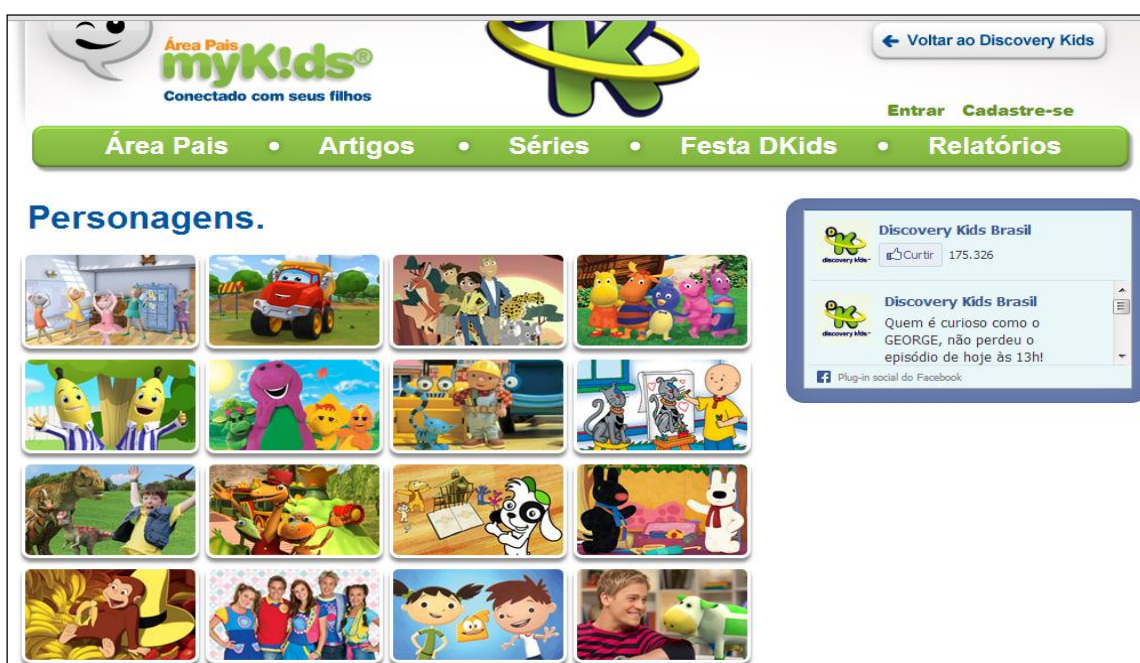 Área Pais
myK!ds®
Conectado com seus filhos
DK
← Voltar ao Discovery Kids
Entrar Cadastre-se
Área Pais • Artigos • Séries • Festa DKids • Relatórios
Personagens.
discovery kids
Discovery Kids Brasil
Curtir 175.326
discovery kids
Discovery Kids Brasil
Quem é curioso como o
GEORGE, não perdeu o
episódio de hoje às 13h!
Plug-in social do Facebook